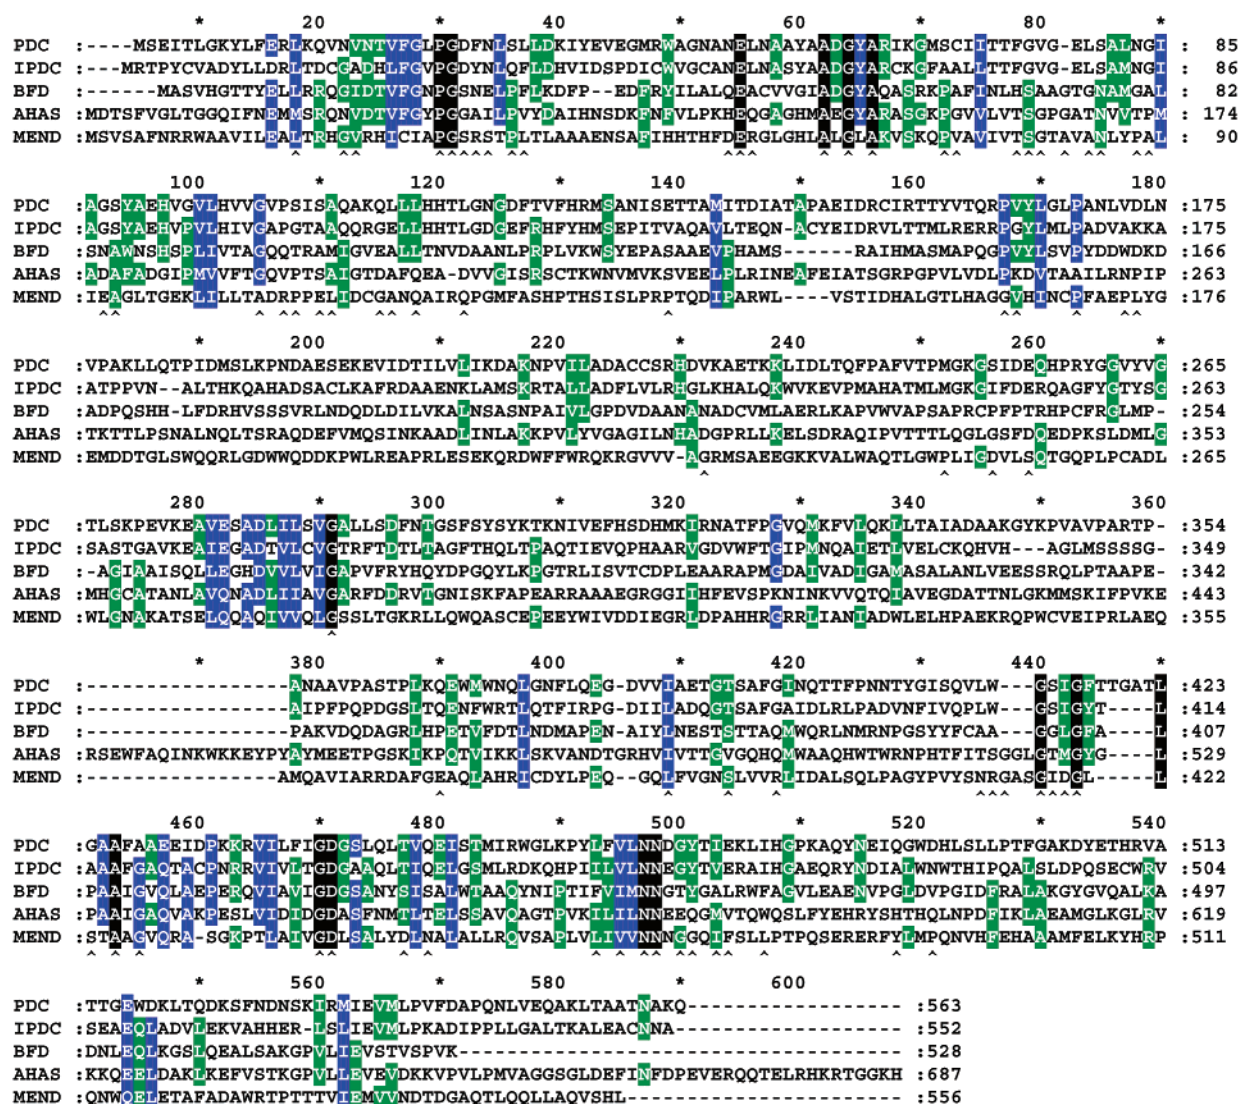 * 20 * 40 * 60 * 80 *
PDC :----MSEITLGKYLFERLKQVNVNTVFGLPGDFNLSLLDKIYEVEGMRWAGNANELNAAYAADGYARIKGMSCIITTFGVG-ELSALNGI : 85
IPDC :---MRTPYCVADYLLDRLTDCGADHLFGVPGDYNLQFLDHVIDSPDICWVGCANELNASYAADGYARCKGFAALLTTFGVG-ELSAMNGI : 86
BFD :-----MASVHGTTYELLRRQGIDTVFGNPGSNELPFLKDFP--EDFRYILALQEACVVGIADGYAQASRKPAFINLHSAAGTGNAMGAL : 82
AHAS :MDTSFVGLTGGQIFNEMMSRQNVDTVFGYPGGAILPVYDAIHNSDKFNFVLPKHEQGAGHMAEGYARASGKPGVVLVTSGPGATNVVTPM : 174
MEND :MSVSAFNRRWAAVILEALTRHGVRHICIAPGSRSTPLTLAAAENSAFIHHTHFDERGLGHLALGLAKVSKQPVAVIVTSGTAVANLYPAL : 90
^ ^^ ^^^^^ ^^ ^^^ ^ ^ ^ ^^ ^^^ ^ ^^ ^^
100 * 120 * 140 * 160 * 180
PDC :AGSYAEHVGVLHVVGVPSISAQAKQLLLHHTLGNGDFTVFHRMSANISETTAMITDIATAPAEIDRCIRTTYVTQRPVYLGLPANLVDLN :175
IPDC :AGSYAEHVPVLHIVGAPGTAAQQRGELLHHTLGDGEFRHFYHMSEPITVAQAVLTEQN-ACYEIDRVLTTMLRERRPGYLMLPADVAKKA :175
BFD :SNAWNSHSPLIVTAGQQTRAMIGVEALLTNVDAANLPRPLVKWSYEPASAAEVPHAMS-----RAIHMASMAPQGPVYLSVPYDDWDKD :166
AHAS :ADAFADGIPMVVFTGQVPTSAIGTDAFQEA-DVVGISRSCTKWNVMVKSVEELPLRINEAFEIATSGRPGPVLVDLPKDVTAAILRNPIP :263
MEND :IEAGLTGEKLILLTADRPPELIDCGANQAIRQPGMFASHPTHSISLPRPTQDIPARWL----VSTIDHALGTLHAGGVHINCPFAEPLYG :176
^^ ^ ^^ ^^ ^^ ^ ^ ^ ^^ ^ ^^
* 200 * 220 * 240 * 260 *
PDC :VPAKLLQTPIDMSLKPNDAESEKEVIDTILVLIKDAKNPVILADACCSRHDVKAETKKLIDLTQFPAFVTPMGKGSIDEQHPRYGGVYVG :265
IPDC :ATPPVN--ALTHKQAHADSACLKAFRDAAENKLAMSKRTALLADFLVLRHGLKHALQKWVKEVPMAHATMLMGKGIFDERQAGFYGTYSG :263
BFD :ADPQSHH-LFDRHVSSSVRLNDQDLDILVKALNSASNPAIVLGPDVDAANANADCVMLAERLKAPVWVAPSAPRCPFPTRHPCFRGLMP- :254
AHAS :TKTTLPSNALNQLTSRAQDEFVMQSINKAADLINLAKKPVLYVGAGILNHADGPRLLKELSDRAQIPVTTTLQGLGSFDQEDPKSLDMLG :353
MEND :EMDDTGLSWQQRLGDWWQDDKPWLREAPRLESEKQRDWFFWRQKRGVVV-AGRMSAEEGKKVALWAQTLGWPLIGDVLSQTGQPLPCADL :265
^ ^ ^ ^
280 * 300 * 320 * 340 * 360
PDC :TLSKPEVKEAVESADLILSVGALLSDFNTGSFSYSYKTKNIVEFHSDHMKIRNATFPGVQMKFVLQKLLTAIADAAKGYKPVAVPARTP- :354
IPDC :SASTGAVKEAIEGADTVLCVGTRFTDTLTAGFTHQLTPAQTIEVQPHAARVGDVWFTGIPMNQAIETLVELCKQHVH---AGLMSSSSG- :349
BFD :-AGIAAISQLLEGHDVVLVIGAPVFRYHQYDPGQYLKPGTRLISVTCDPLEAARAPMGDAIVADIGAMASALANLVEESSRQLPTAAPE- :342
AHAS :MHGCATANLAVQNADLIIAVGARFDDRVTGNISKFAPEARRAAAEGRGGIIHFEVSPKNINKVVQTQIAVEGDATTNLGKMMSKIFPVKE :443
MEND :WLGNAKATSELQQAQIVVQLGSSLTGKRLLQWQASCEPEEYWIVDDIEGRLDPAHHRGRRLIANIADWLELHPAEKRQPWCVEIPRLAEQ :355
^
* 380 * 400 * 420 * 440 *
PDC :-----------------ANAAVPASTPLKQEWMWNQLGNFLQEG-DVVIAETGTSAFGINQTTFPNNTYGISQVLW---GSIGFTTGATL :423
IPDC :-----------------AIPFPQPDGSLTQENFWRTLQTFIRPG-DIILADQGTSAFGAIDLRLPADVNFIVQPLW---GSIGYT----L :414
BFD :-----------------PAKVDQDAGRLHPETVFDTLNDMAPEN-AIYLNESTSTTAQMWQRLNMRNPGSYYFCAA---GGLGFA----L :407
AHAS :RSEWFAQINKWKKEYPYAYMEETPGSKIKPQTVIKKLSKVANDTGRHVIVTTGVGQHQMWAAQHWTWRNPHTFITSGGLGTMGYG----L :529
MEND :-----------------AMQAVIARRDAFGEAQLAHRICDYLPEQ--GQLFVGNSLVVRLIDALSQLPAGYPVYSNRGASGIDGL-----L :422
^ ^ ^ ^ ^^^ ^^^^
460 * 480 * 500 * 520 * 540
PDC :GAAFAAEEIDPKKRVILFIGDGSLQLTVQEISTMIRWGLKPYLFVLNNDGYTIEKLIHGPKAQYNEIQGWDHLSLLPTFGAKDYETHRVA :513
IPDC :AAAFGAQTACPNRRVIVLTGDGAAQLTIQELGSMLRDKQHPIILVLNNEGYTVERAIHGAEQRYNDIALWNWTHIPQALSLDPQSECWRV :504
BFD :PAAIGVQLAEPERQVIAVIGDGSANYSISALWTAAQYNIPTIFVIMNNGTYGALRWFAGVLEAENVPGLDVPGIDFRALAKGYGVQALKA :497
AHAS :PAAIGAQVAKPESLVIDIDGDASFNMTLTELSSAVQAGTPVKILILNNEEQGMVTQWQSLFYEHRYSHTHQLNPDFIKLAEAMGLKGLRV :619
MEND :STAAGVQRA-SGKPTLAIVGDLSALYDLNALALLRQVSAPLVLIVVNNNGGQIFSLLPTPQSERERFYLMPQNVHFEHAAAMFELKYHRP :511
^ ^ ^ ^^ ^ ^ ^ ^ ^^ ^^ ^^ ^ ^ ^
* 560 * 580 * 600
PDC :TTGEWDKLTQDKSFNDNSKIRMIEVMLPVFDAPQNLVEQAKLTAATNAKQ------------------ :563
IPDC :SEAEQLADVLEKVAHHER-LSLIEVMLPKADIPPLLGALTKALEACNNA------------------- :552
BFD :DNLEQLKGSLQEALSAKGPVLIEVSTVSPVK------------------------------------- :528
AHAS :KKQEELDAKLKEFVSTKGPVLLEVEVDKKVPVLPMVAGGSGLDEFINFDPEVERQQTELRHKRTGGKH :687
MEND :QNWQELETAFADAWRTPTTTVIEMVVNDTDGAQTLQQLLAQVSHL----------------------- :556